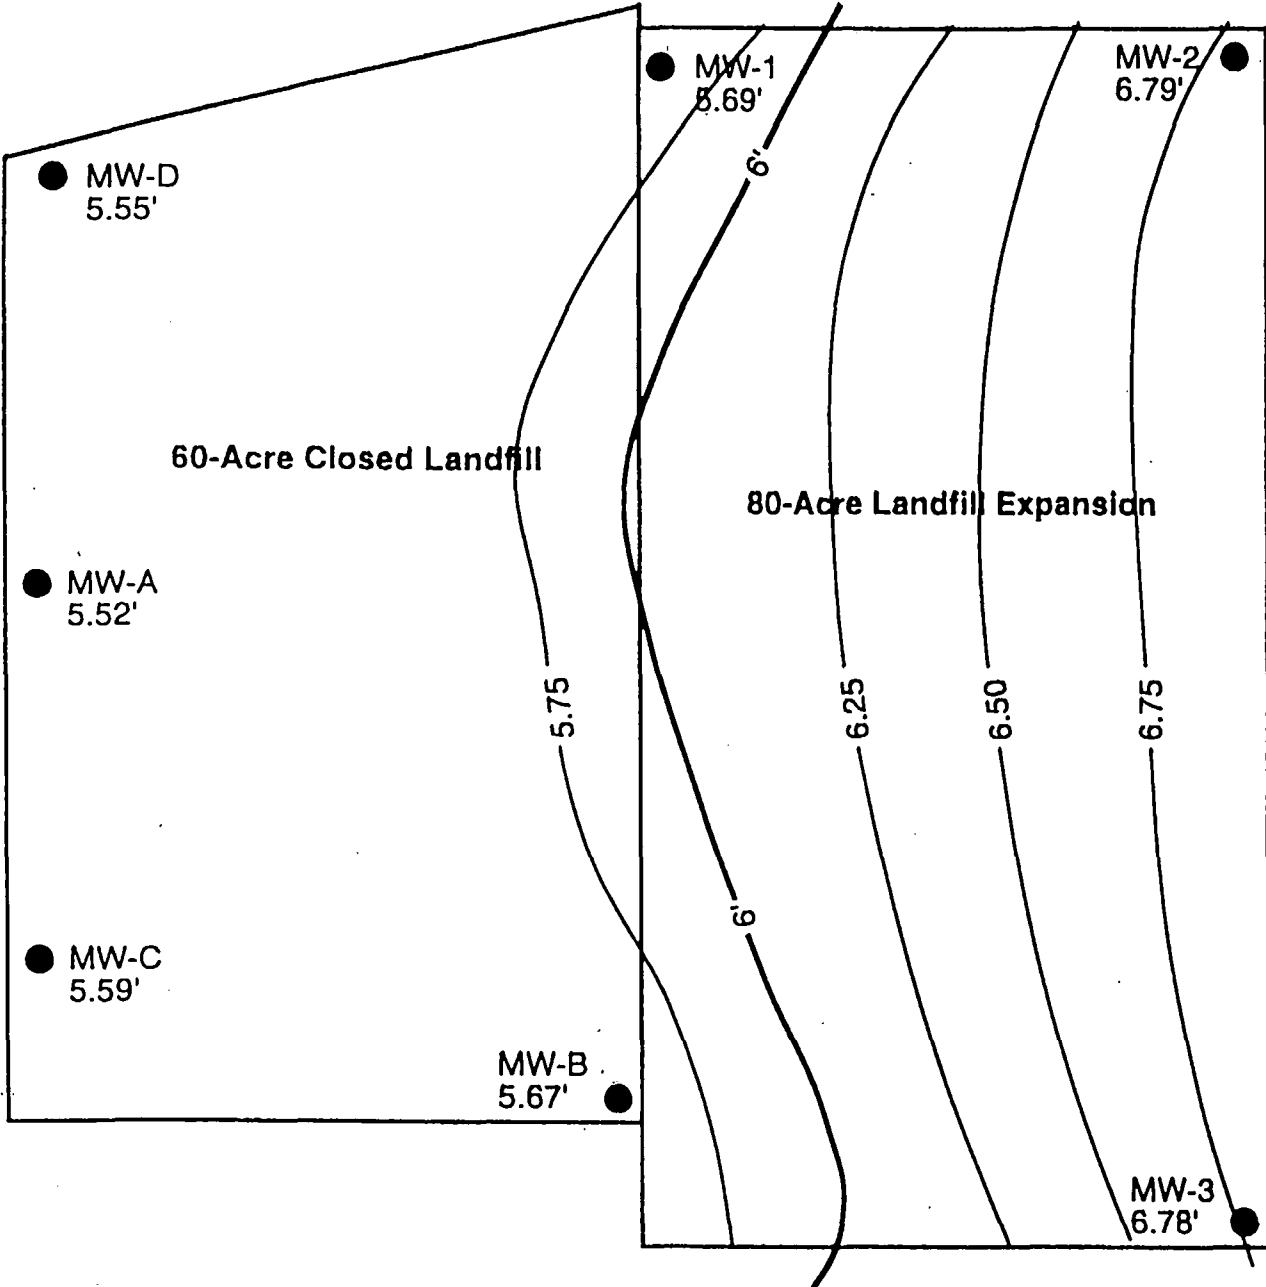 MW-1
5.69'
MW-2
6.79'
6'
MW-D
5.55'
60-Acre Closed Landfill
80-Acre Landfill Expansion
MW-A
5.52'
5.75
6.25
6.50
6.75
6'
MW-C
5.59'
MW-B
5.67'
MW-3
6.78'